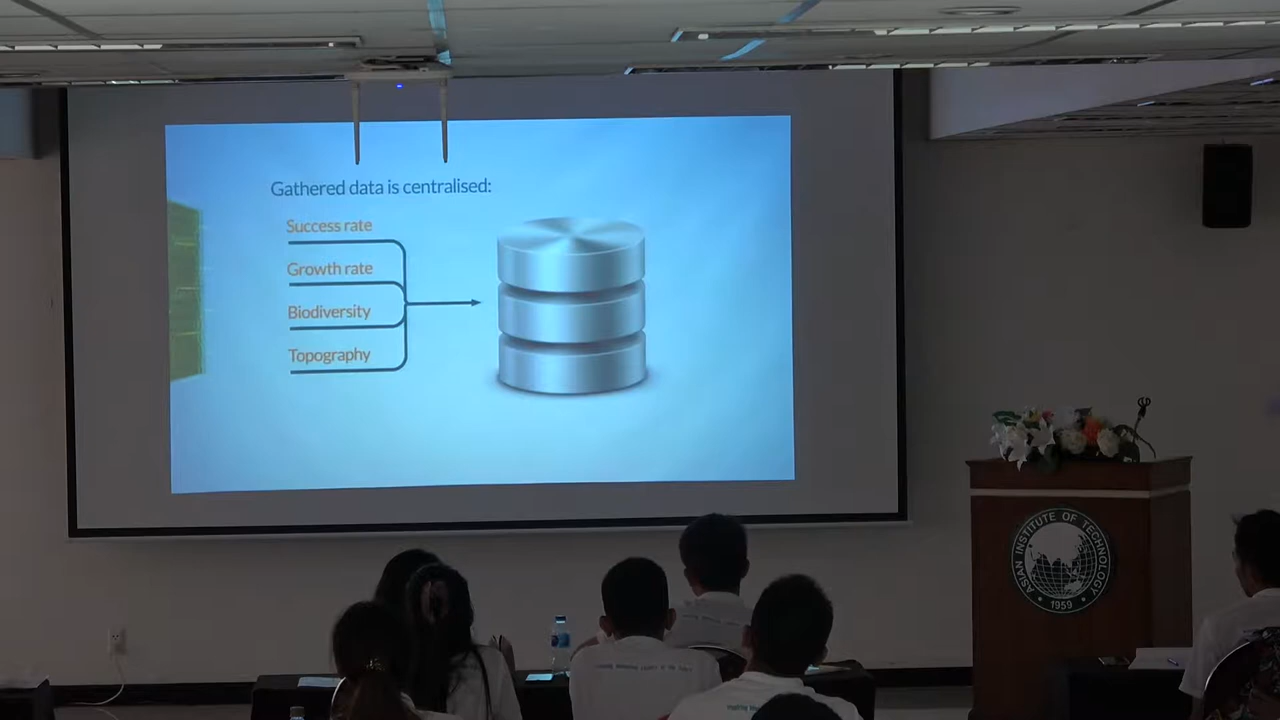 Gathered data is centralised:
Success rate
Growth rate
Biodiversity
Topography
ASIAN INSTITUTE OF TECHNOLOGY
1959